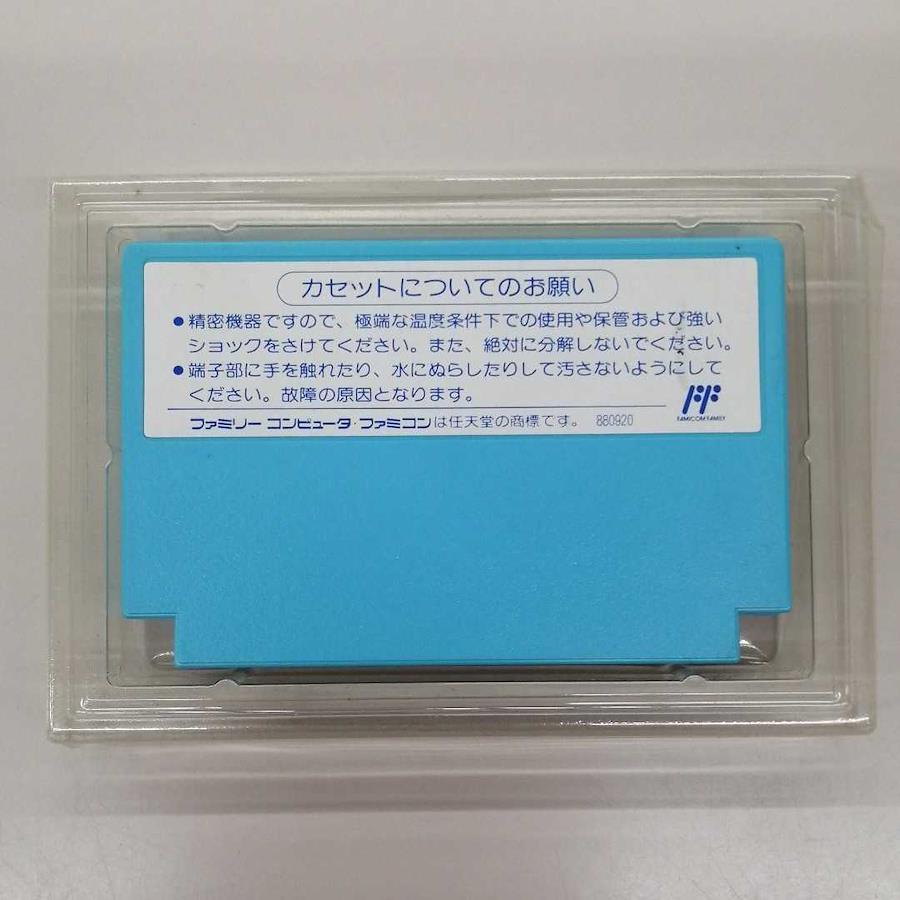 カセットについてのお願い
●精密機器ですので、極端な温度条件下での使用や保管および強い
ショックをさけてください。また、絶対に分解しないでください。
●端子部に手を触れたり、水にぬらしたりして汚さないようにして
ください。故障の原因となります。
FAMICOM FAMILY
ファミリー コンピュータ・ファミコンは任天堂の商標です。 880920